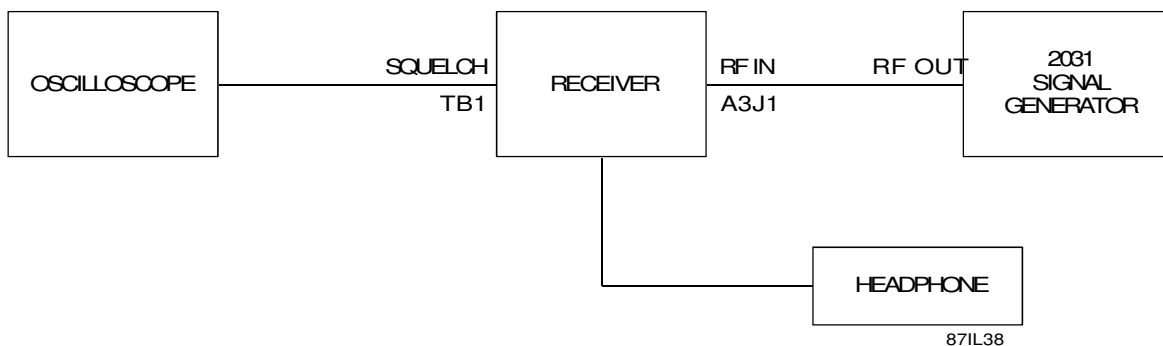 OSCILLOSCOPE
SQUELCH
TB1
RECEIVER
RF IN
A3J1
RF OUT
2031
SIGNAL
GENERATOR
HEADPHONE
87IL38